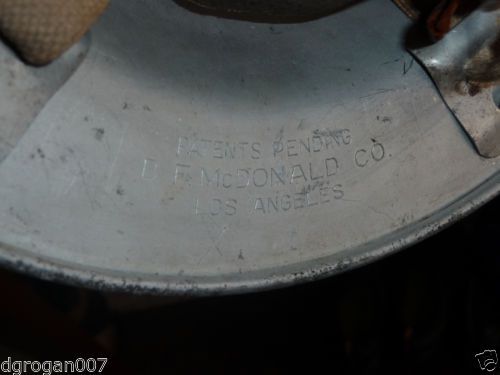 PATENTS PENDING
D. F. McDONALD CO.
LOS ANGELES
dgrogan007